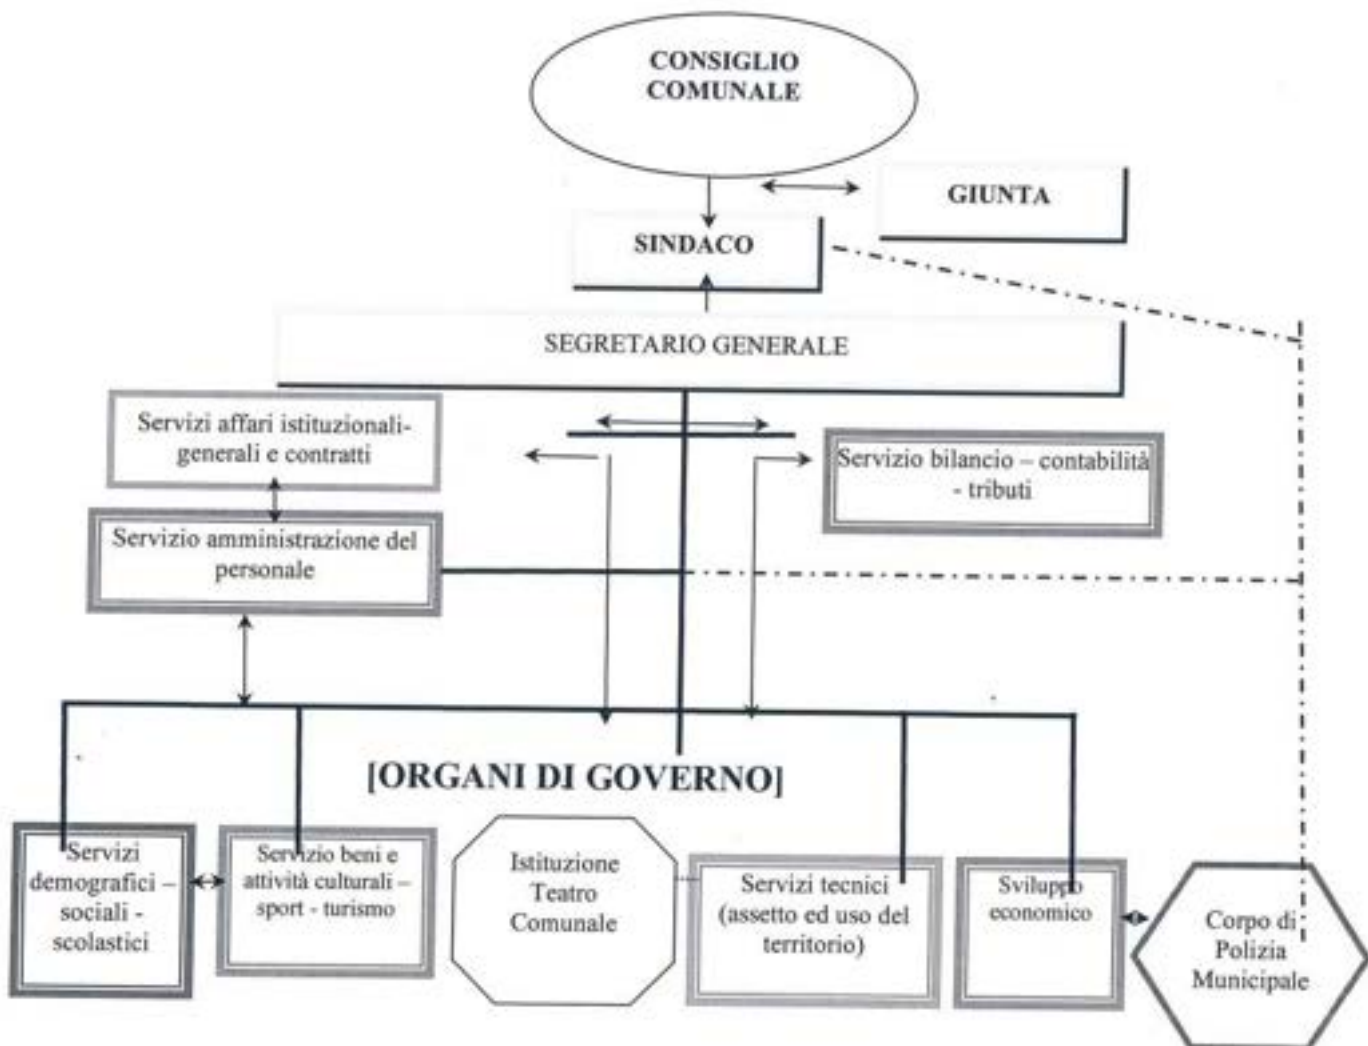 CONSIGLIO
COMUNALE
GIUNTA
SINDACO
SEGRETARIO GENERALE
Servizi affari istituzionali-
generali e contratti
Servizio bilancio – contabilità
- tributi
Servizio amministrazione del
personale
[ORGANI DI GOVERNO]
Servizi
demografici –
sociali -
scolastici
Servizio beni e
attività culturali –
sport - turismo
Istituzione
Teatro
Comunale
Servizi tecnici
(assetto ed uso del
territorio)
Sviluppo
economico
Corpo di
Polizia
Municipale